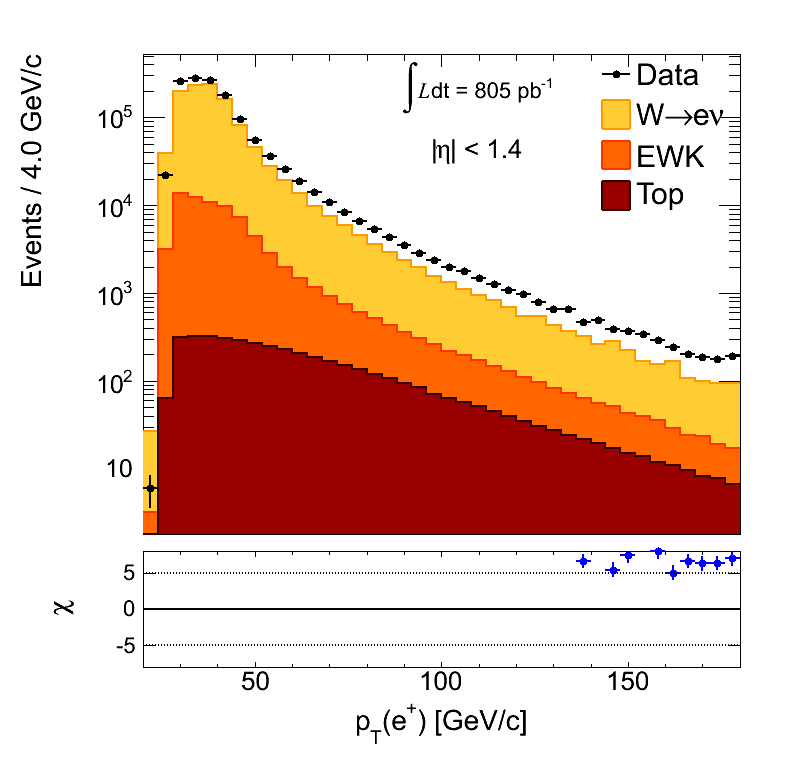 Events / 4.0 GeV/c
10⁵
10⁴
10³
10²
10
∫ Ldt = 805 pb⁻¹
|η| < 1.4
Data
W→eν
EWK
Top
χ
5
0
-5
50
100
150
p_T(e⁺) [GeV/c]